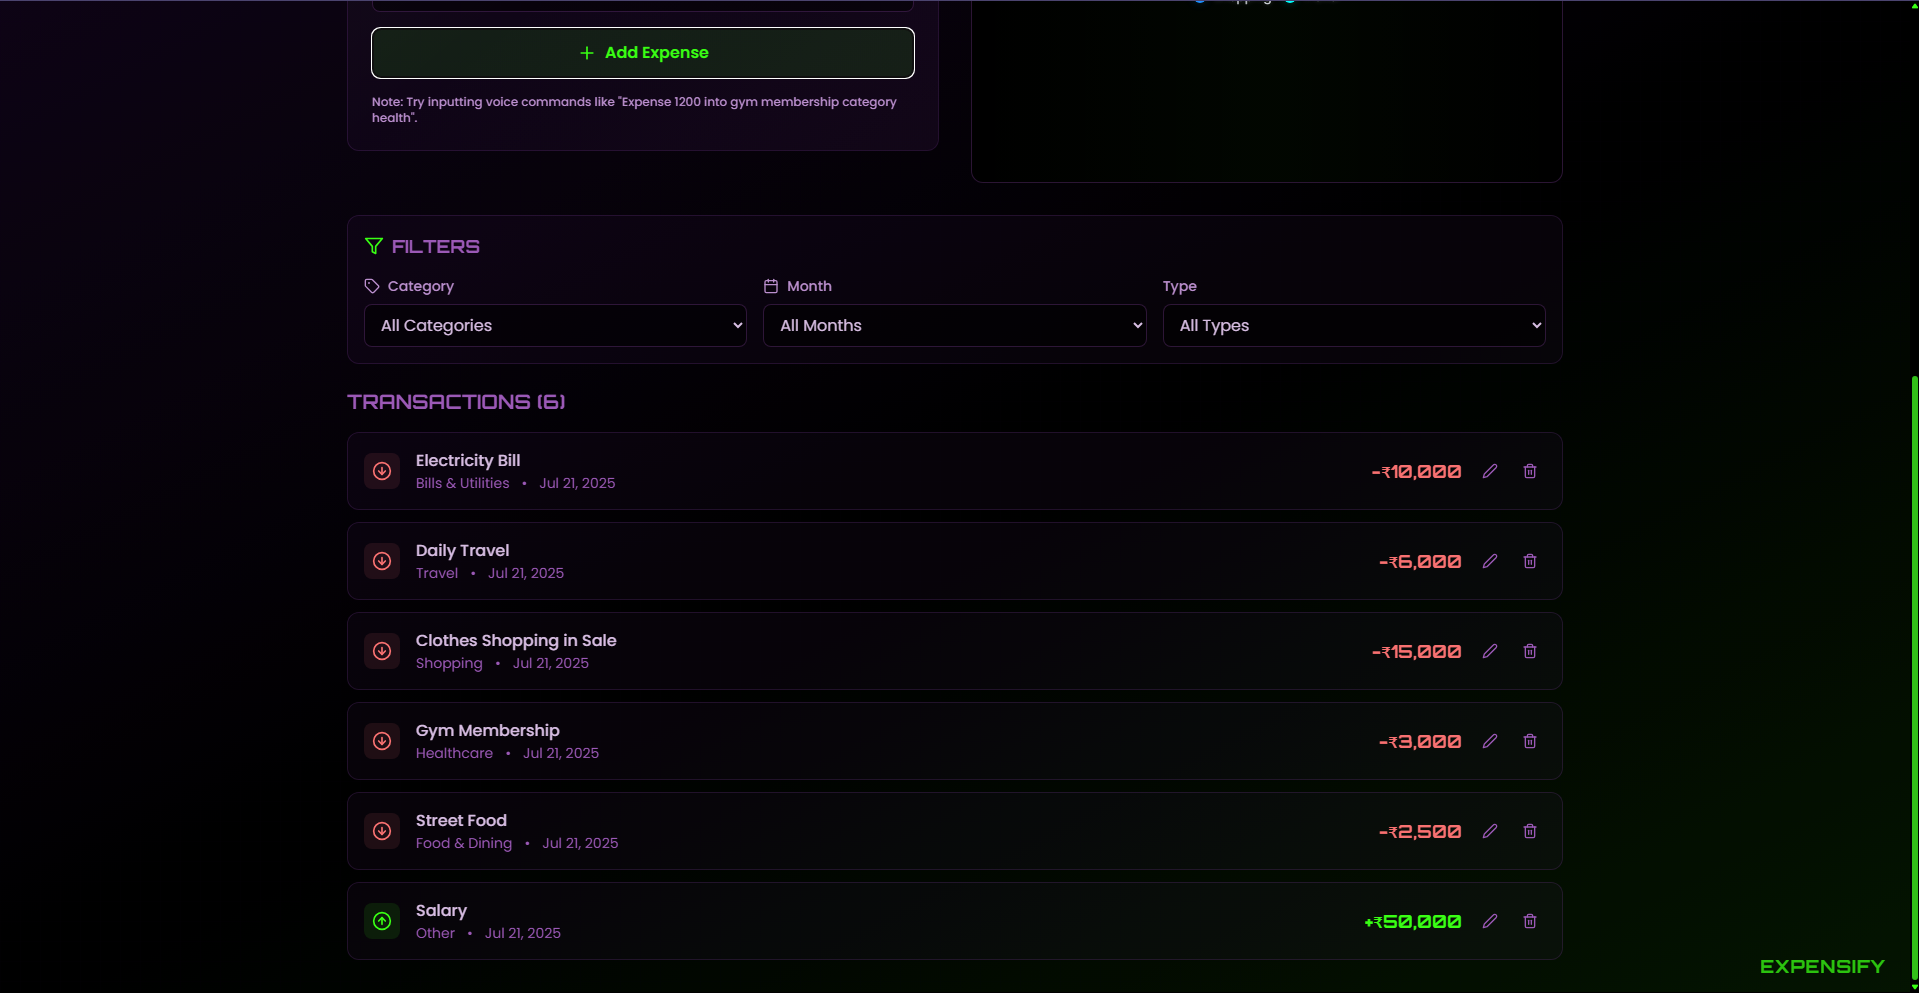 Add Expense
Note: Try inputting voice commands like "Expense 1200 into gym membership category
health".
FILTERS
Category
All Categories
Month
All Months
Type
All Types
TRANSACTIONS (6)
Electricity Bill
Bills & Utilities • Jul 21, 2025
-₹10,000
Daily Travel
Travel • Jul 21, 2025
-₹6,000
Clothes Shopping in Sale
Shopping • Jul 21, 2025
-₹15,000
Gym Membership
Healthcare • Jul 21, 2025
-₹3,000
Street Food
Food & Dining • Jul 21, 2025
-₹2,500
Salary
Other • Jul 21, 2025
+₹50,000
EXPENSIFY